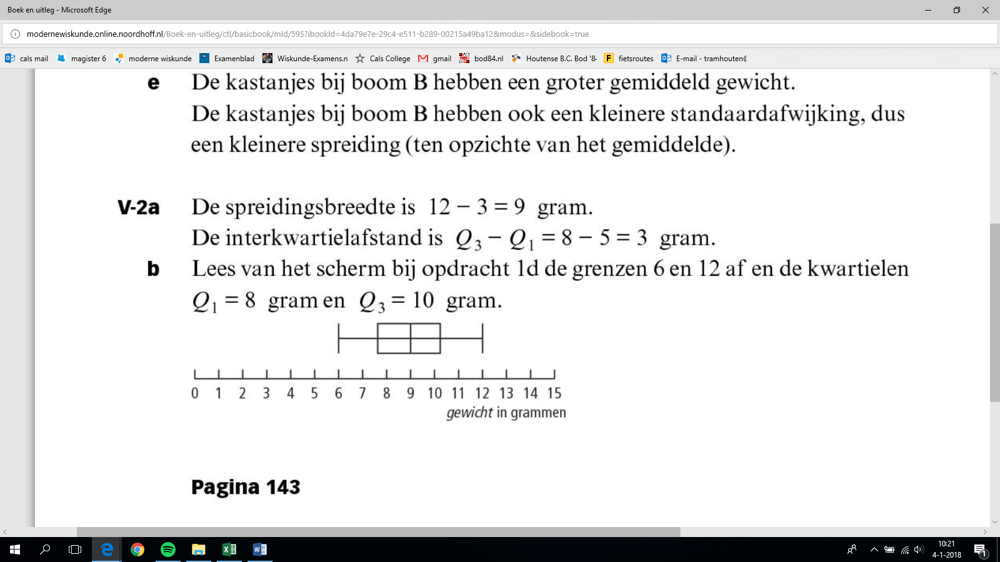 Boek en uitleg - Microsoft Edge
modernewiskunde.online.noordhoff.nl/Boek-en-uitleg/ctl/basicbook/mId/595?ibookId=4da79e7e-29c4-e511-b289-00215a49ba12&modus=&sidebook=true
cals mail magister 6 moderne wiskunde Examenblad Wiskunde-Examens.n Cals College gmail bod84.nl Houtense B.C. Bod '8 fietsroutes E-mail - tramhouten@
e De kastanjes bij boom B hebben een groter gemiddeld gewicht.
De kastanjes bij boom B hebben ook een kleinere standaardafwijking, dus
een kleinere spreiding (ten opzichte van het gemiddelde).
V-2a De spreidingsbreedte is 12 − 3 = 9 gram.
De interkwartielafstand is Q₃ − Q₁ = 8 − 5 = 3 gram.
b Lees van het scherm bij opdracht 1d de grenzen 6 en 12 af en de kwartielen
Q₁ = 8 gram en Q₃ = 10 gram.
0 1 2 3 4 5 6 7 8 9 10 11 12 13 14 15
gewicht in grammen
Pagina 143
10:21
4-1-2018
1